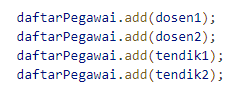 daftarPegawai.add(dosen1);
daftarPegawai.add(dosen2);
daftarPegawai.add(tendik1);
daftarPegawai.add(tendik2);